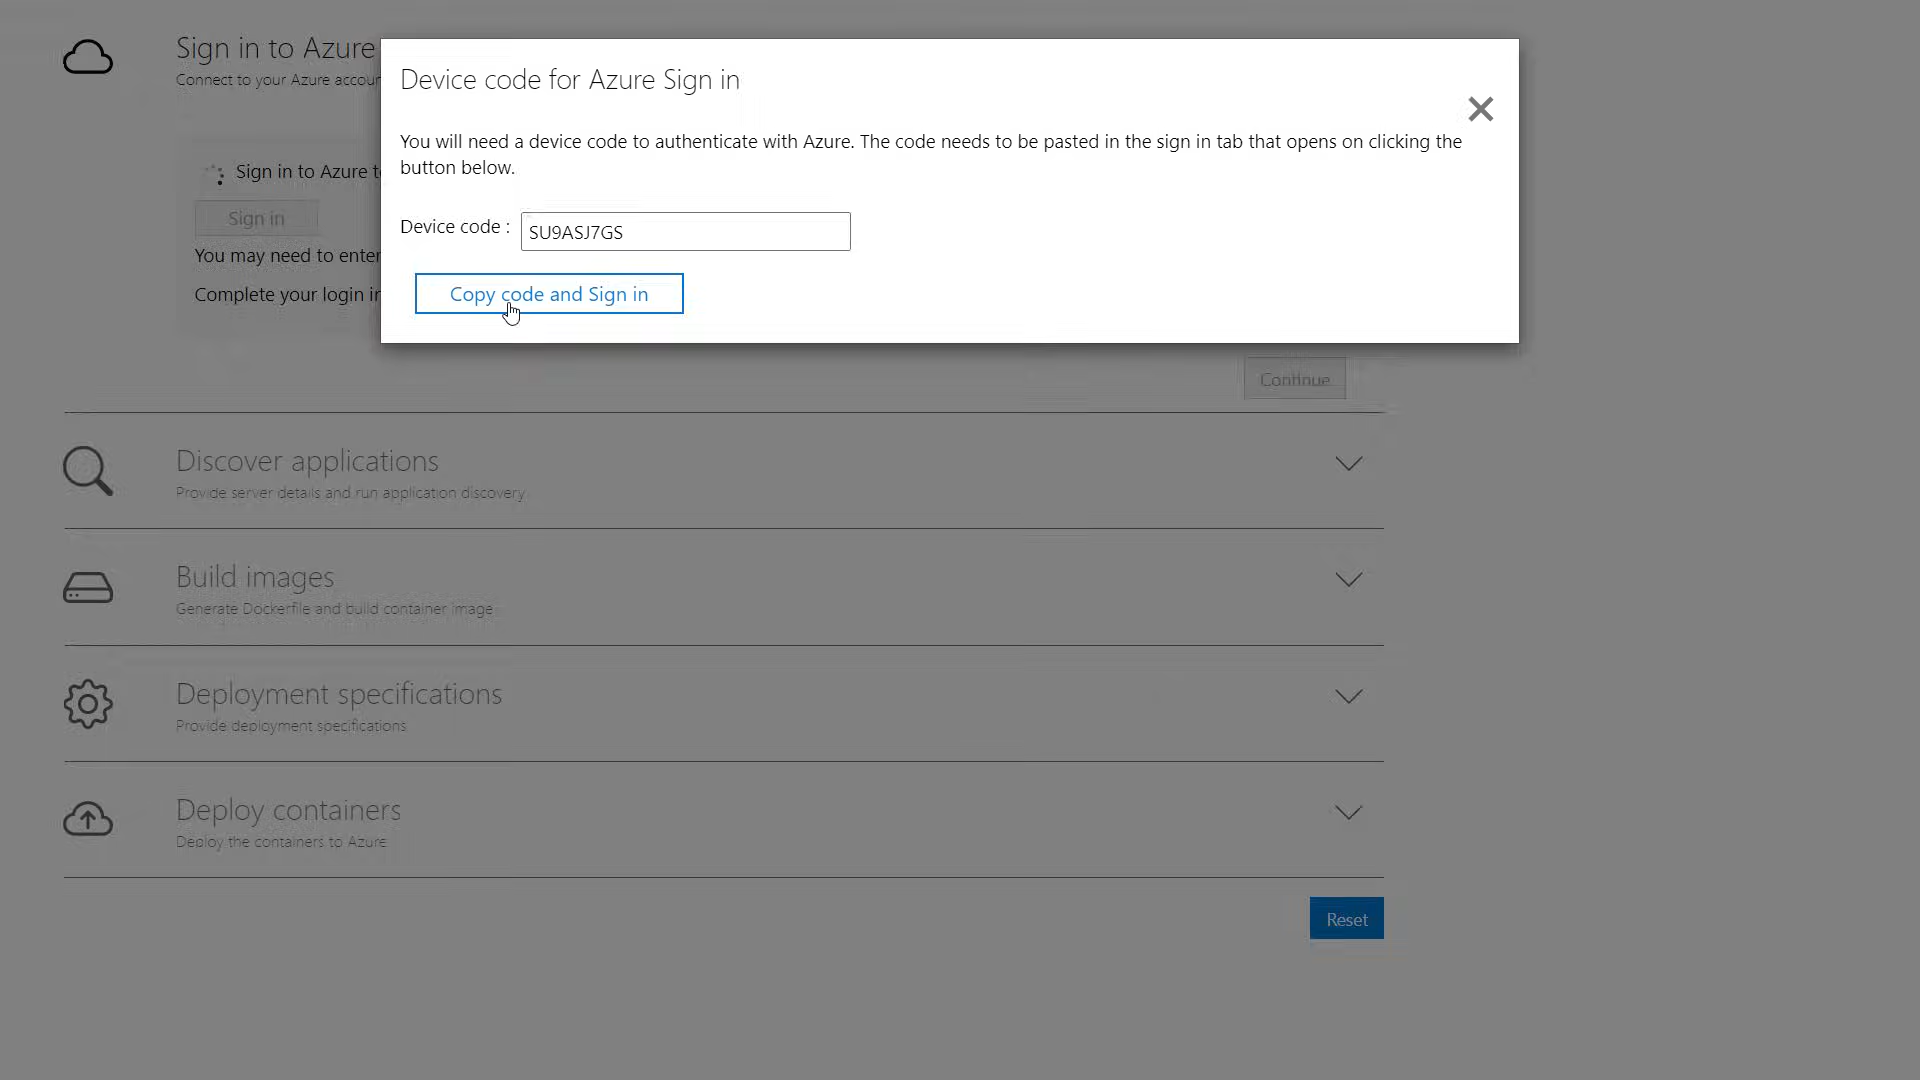 Sign in to Azure
Connect to your Azure accou
Device code for Azure Sign in
You will need a device code to authenticate with Azure. The code needs to be pasted in the sign in tab that opens on clicking the
button below.
Sign in to Azure t
Sign in
Device code :
SU9ASJ7GS
You may need to enter
Copy code and Sign in
Complete your login in
Continue
Discover applications
Provide server details and run application discovery
Build images
Generate Dockerfile and build container image
Deployment specifications
Provide deployment specifications
Deploy containers
Deploy the containers to Azure
Reset